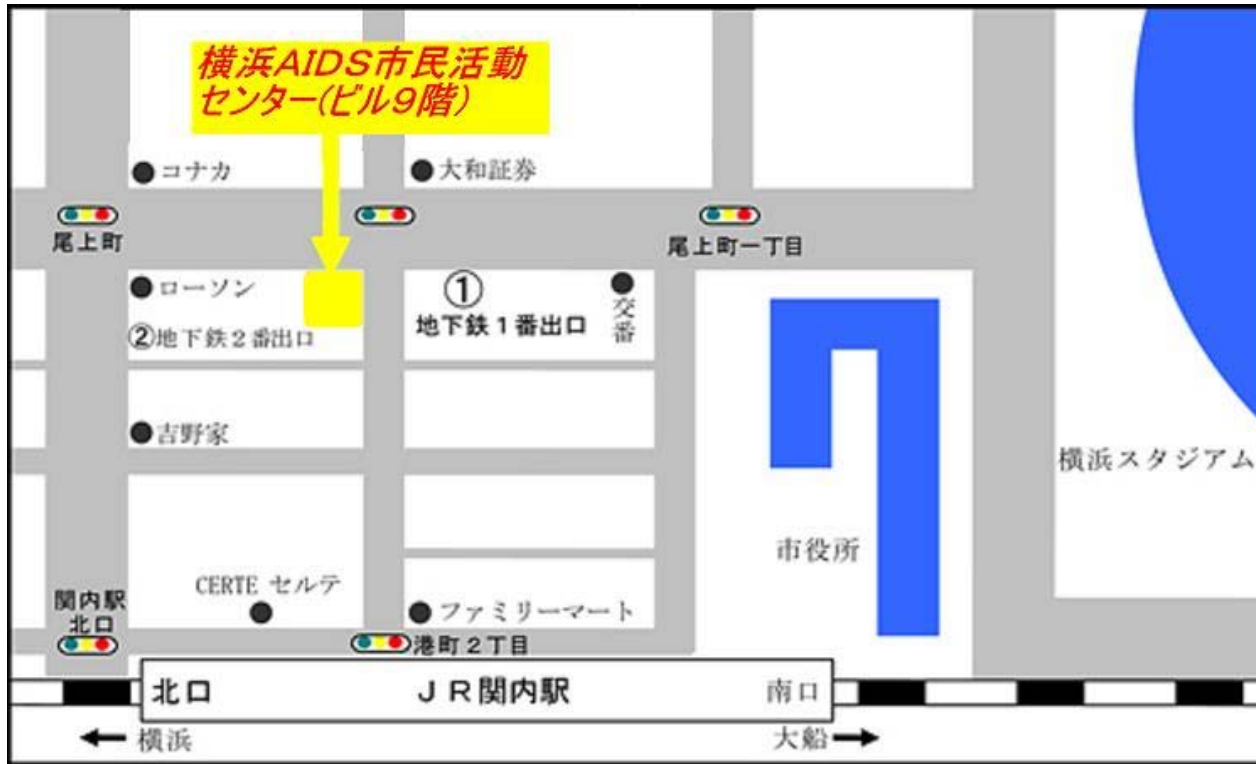 横浜AIDS市民活動
センター(ビル9階)
コナカ
大和証券
尾上町
尾上町一丁目
ローソン
①
地下鉄1番出口
交番
②地下鉄2番出口
吉野家
横浜スタジアム
市役所
CERTE セルテ
関内駅
北口
ファミリーマート
港町2丁目
北口
JR関内駅
南口
横浜
大船